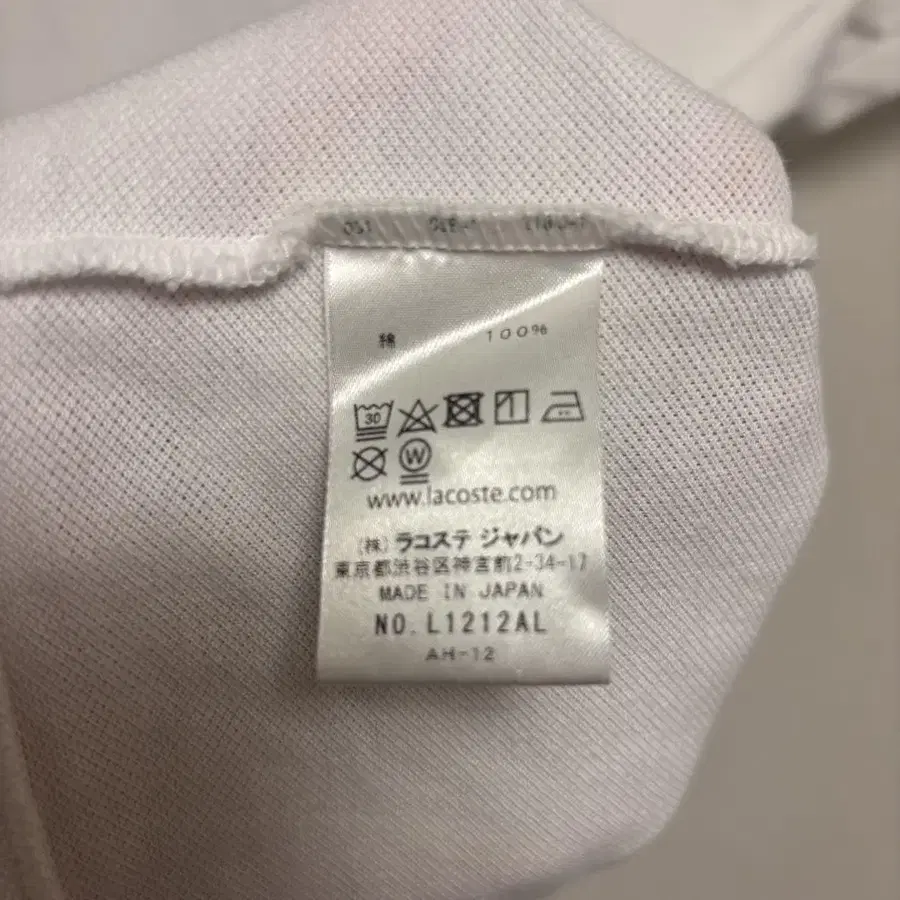 綿 100%
30
W
www.lacoste.com
(株) ラコステ ジャパン
東京都渋谷区神宮前2-34-17
MADE IN JAPAN
NO. L1212AL
AH-12